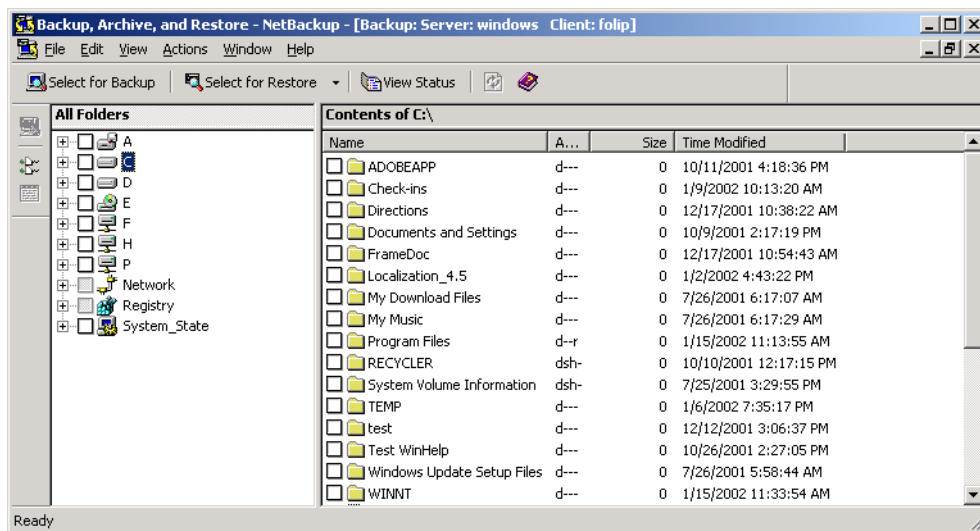 Backup, Archive, and Restore - NetBackup - [Backup: Server: windows Client: folip]
File Edit View Actions Window Help
Select for Backup Select for Restore View Status
All Folders
A
C
D
E
F
H
P
Network
Registry
System_State
Contents of C:\
Name A... Size Time Modified
ADOBEAPP d--- 0 10/11/2001 4:18:36 PM
Check-ins d--- 0 1/9/2002 10:13:20 AM
Directions d--- 0 12/17/2001 10:38:22 AM
Documents and Settings d--- 0 10/9/2001 2:17:19 PM
FrameDoc d--- 0 12/17/2001 10:54:43 AM
Localization_4.5 d--- 0 1/2/2002 4:43:22 PM
My Download Files d--- 0 7/26/2001 6:17:07 AM
My Music d--- 0 7/26/2001 6:17:29 AM
Program Files d--r 0 1/15/2002 11:13:55 AM
RECYCLER dsh- 0 10/10/2001 12:17:15 PM
System Volume Information dsh- 0 7/25/2001 3:29:55 PM
TEMP d--- 0 1/6/2002 7:35:17 PM
test d--- 0 12/12/2001 3:06:37 PM
Test WinHelp d--- 0 10/26/2001 2:27:05 PM
Windows Update Setup Files d--- 0 7/26/2001 5:58:44 AM
WINNT d--- 0 1/15/2002 11:33:54 AM
Ready